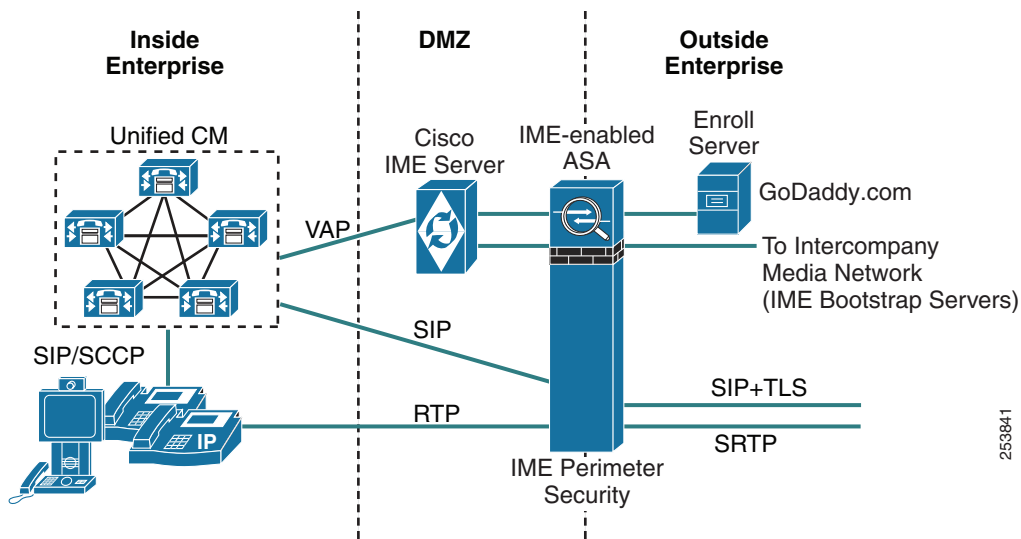 Inside
Enterprise
DMZ
Outside
Enterprise
Unified CM
Cisco
IME Server
IME-enabled
ASA
Enroll
Server
GoDaddy.com
VAP
To Intercompany
Media Network
(IME Bootstrap Servers)
SIP
SIP/SCCP
SIP+TLS
RTP
IP
SRTP
IME Perimeter
Security
253841